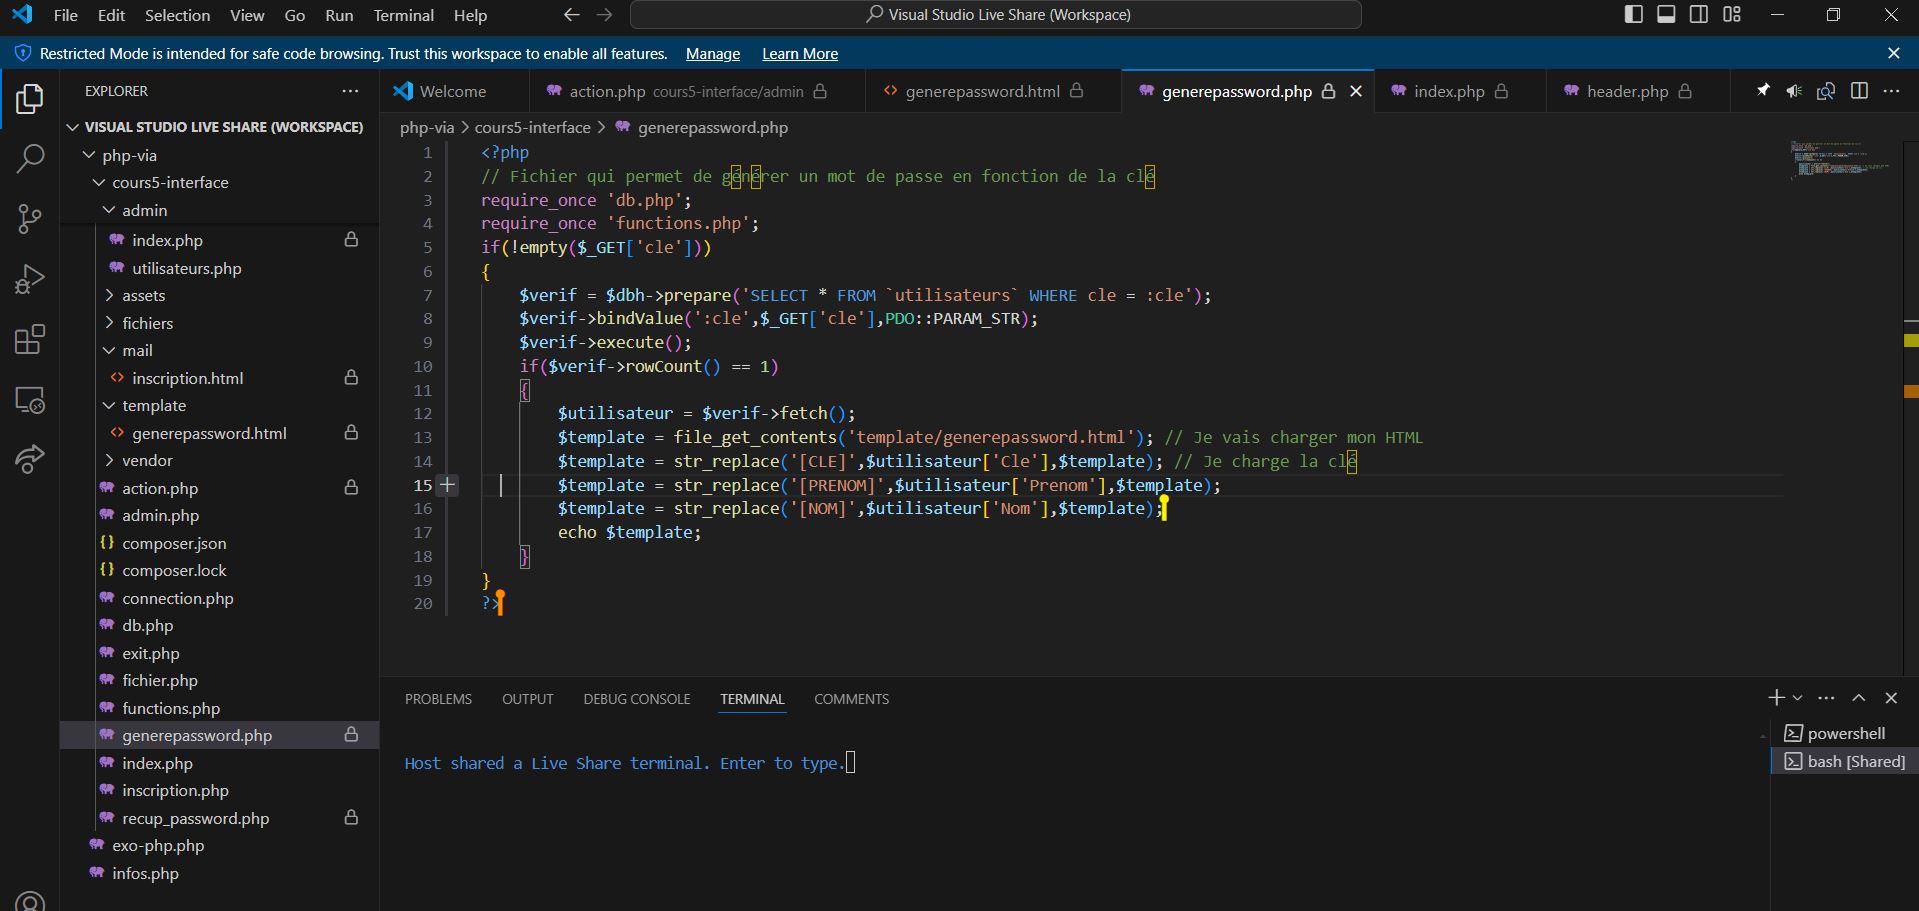 File Edit Selection View Go Run Terminal Help
Visual Studio Live Share (Workspace)
Restricted Mode is intended for safe code browsing. Trust this workspace to enable all features. Manage Learn More
EXPLORER
VISUAL STUDIO LIVE SHARE (WORKSPACE)
php-via
cours5-interface
admin
index.php
utilisateurs.php
assets
fichiers
mail
inscription.html
template
generepassword.html
vendor
action.php
admin.php
composer.json
composer.lock
connection.php
db.php
exit.php
fichier.php
functions.php
generepassword.php
index.php
inscription.php
recup_password.php
exo-php.php
infos.php
Welcome action.php cours5-interface/admin generepassword.html generepassword.php index.php header.php
php-via > cours5-interface > generepassword.php
1 <?php
2 // Fichier qui permet de générer un mot de passe en fonction de la clé
3 require_once 'db.php';
4 require_once 'functions.php';
5 if(!empty($_GET['cle']))
6 {
7 $verif = $dbh->prepare('SELECT * FROM `utilisateurs` WHERE cle = :cle');
8 $verif->bindValue(':cle',$_GET['cle'],PDO::PARAM_STR);
9 $verif->execute();
10 if($verif->rowCount() == 1)
11 {
12 $utilisateur = $verif->fetch();
13 $template = file_get_contents('template/generepassword.html'); // Je vais charger mon HTML
14 $template = str_replace('[CLE]',$utilisateur['Cle'],$template); // Je charge la clé
15 $template = str_replace('[PRENOM]',$utilisateur['Prenom'],$template);
16 $template = str_replace('[NOM]',$utilisateur['Nom'],$template);
17 echo $template;
18 }
19 }
20 ?>
PROBLEMS OUTPUT DEBUG CONSOLE TERMINAL COMMENTS
Host shared a Live Share terminal. Enter to type.
powershell
bash [Shared]